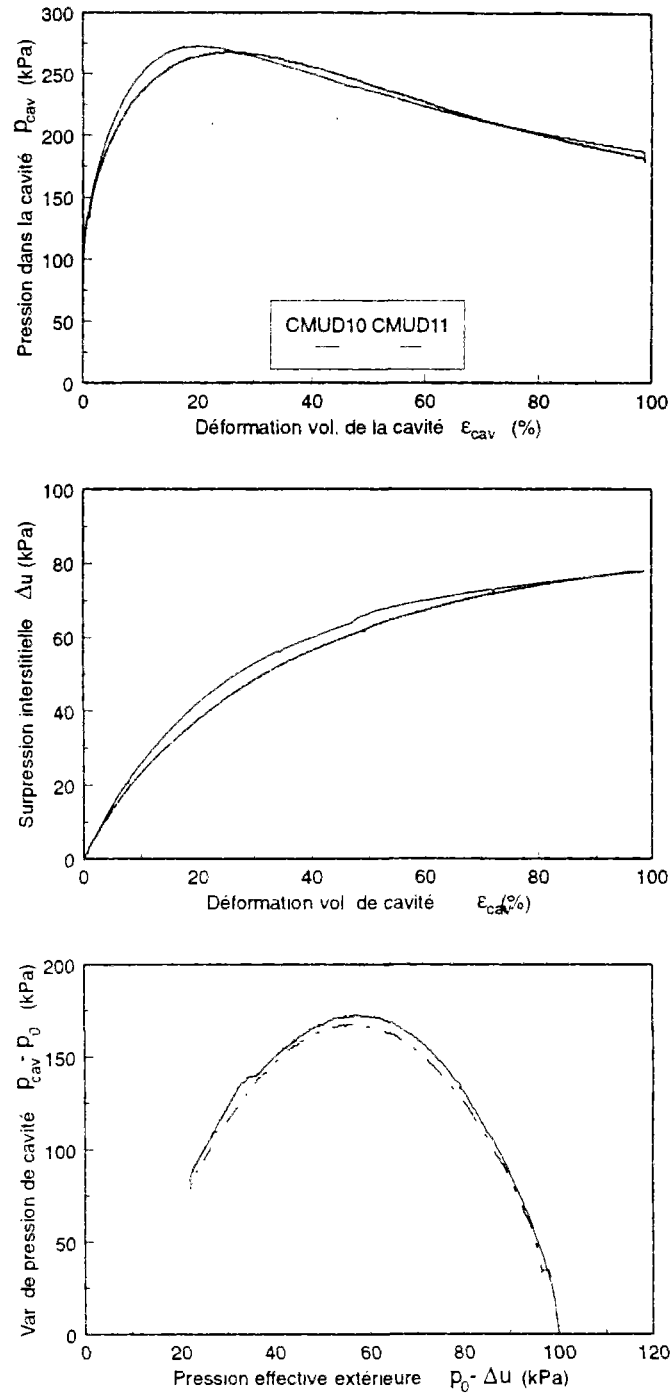 300
250
200
150
100
50
0
Pression dans la cavité p_cav (kPa)
CMUD10 CMUD11
0 20 40 60 80 100
Déformation vol. de la cavité ε_cav (%)
100
80
60
40
20
0
Surpression interstitielle Δu (kPa)
0 20 40 60 80 100
Déformation vol de cavité ε_cav (%)
200
150
100
50
0
Var de pression de cavité p_cav - p_0 (kPa)
0 20 40 60 80 100 120
Pression effective extérieure p_0 - Δu (kPa)